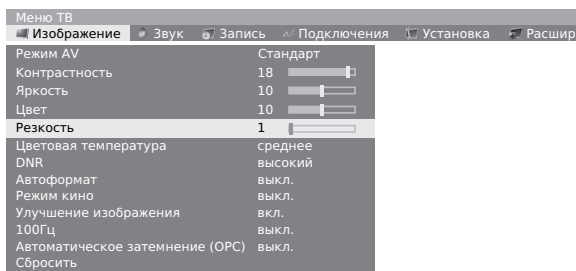 Меню ТВ
Изображение Звук Запись Подключения Установка Расшир
Режим AV Стандарт
Контрастность 18
Яркость 10
Цвет 10
Резкость 1
Цветовая температура среднее
DNR высокий
Автоформат выкл.
Режим кино выкл.
Улучшение изображения вкл.
100Гц выкл.
Автоматическое затемнение (OPC) выкл.
Сбросить